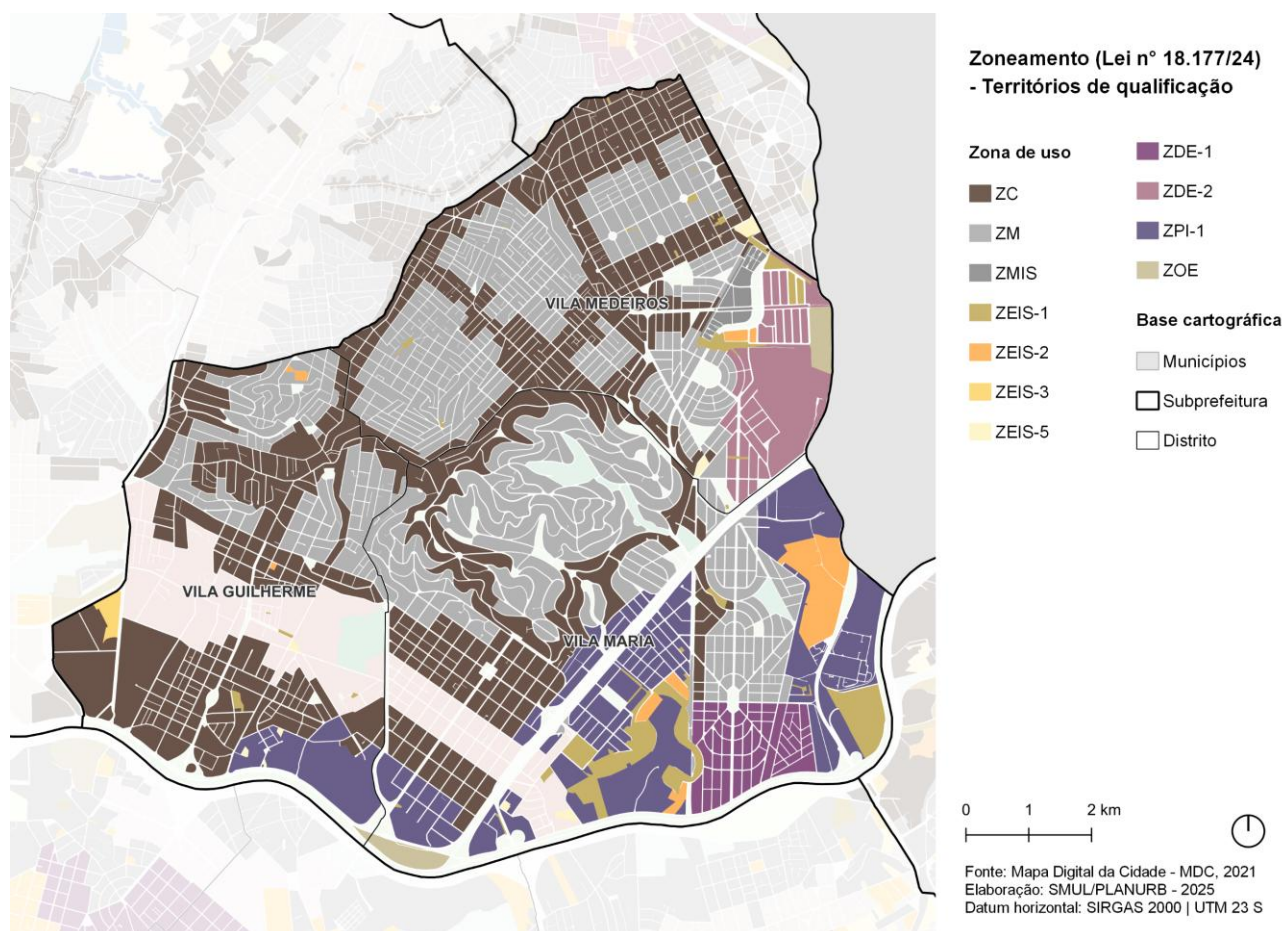 Zoneamento (Lei n° 18.177/24)
- Territórios de qualificação
Zona de uso
ZC
ZM
ZMIS
ZEIS-1
ZEIS-2
ZEIS-3
ZEIS-5
ZDE-1
ZDE-2
ZPI-1
ZOE
Base cartográfica
Municípios
Subprefeitura
Distrito
VILA MEDEIROS
VILA GUILHERME
VILA MARIA
0 1 2 km
Fonte: Mapa Digital da Cidade - MDC, 2021
Elaboração: SMUL/PLANURB - 2025
Datum horizontal: SIRGAS 2000 | UTM 23 S